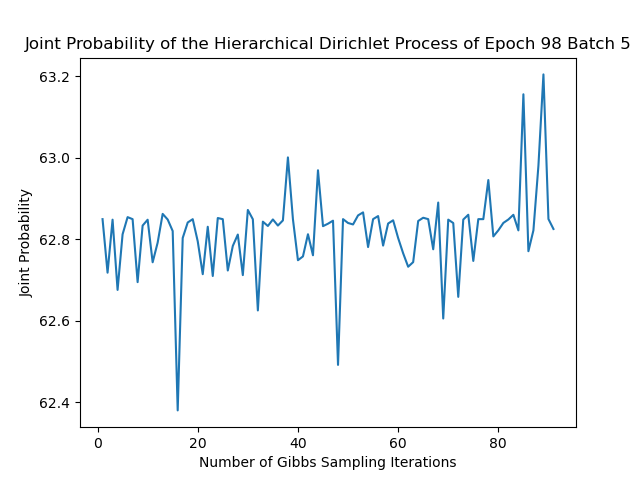 Joint Probability of the Hierarchical Dirichlet Process of Epoch 98 Batch 5
63.2
63.0
62.8
62.6
62.4
Joint Probability
0 20 40 60 80
Number of Gibbs Sampling Iterations